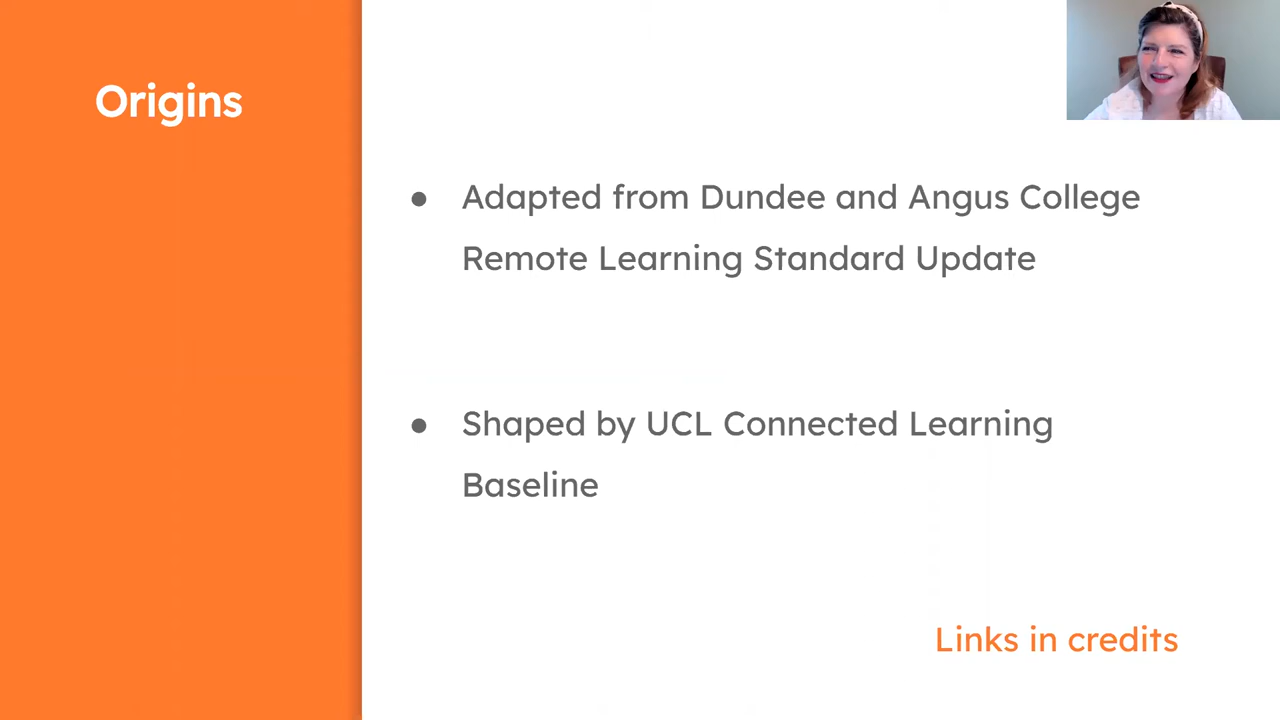 Origins
Adapted from Dundee and Angus College
Remote Learning Standard Update
Shaped by UCL Connected Learning
Baseline
Links in credits